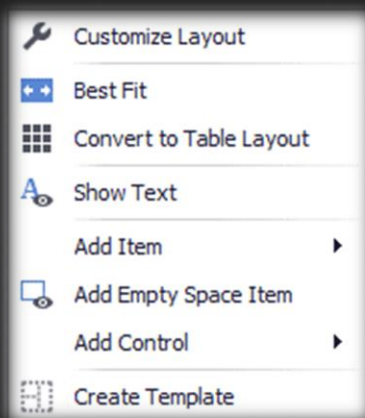 Customize Layout
Best Fit
Convert to Table Layout
Show Text
Add Item
Add Empty Space Item
Add Control
Create Template